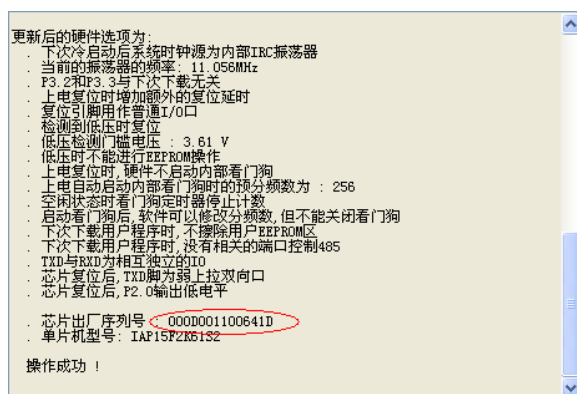 更新后的硬件选项为:
. 下次冷启动后系统时钟源为内部IRC振荡器
. 当前的振荡器的频率: 11.056MHz
. P3.2和P3.3与下次下载无关
. 上电复位时增加额外的复位延时
. 复位引脚用作普通I/O口
. 检测到低压时复位
. 低压检测门槛电压 : 3.61 V
. 低压时不能进行EEPROM操作
. 上电复位时,硬件不启动内部看门狗
. 上电自动启动内部看门狗时的预分频数为 : 256
. 空闲状态时看门狗定时器停止计数
. 启动看门狗后,软件可以修改分频数,但不能关闭看门狗
. 下次下载用户程序时,不擦除用户EEPROM区
. 下次下载用户程序时,没有相关的端口控制485
. TXD与RXD为相互独立的IO
. 芯片复位后,TXD脚为弱上拉双向口
. 芯片复位后,P2.0输出低电平
. 芯片出厂序列号 : 000D001100641D
. 单片机型号: IAP15F2K61S2
操作成功 !